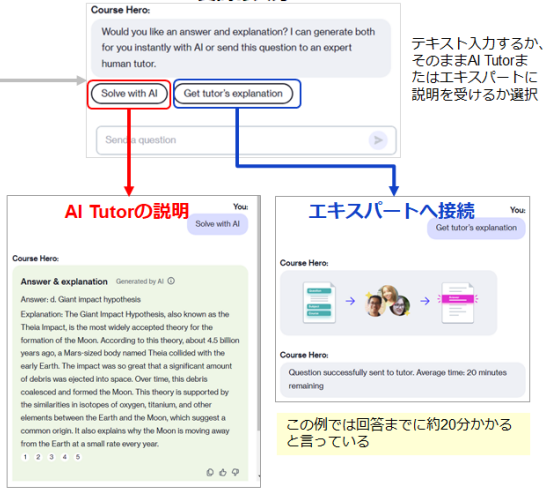 Course Hero:
Would you like an answer and explanation? I can generate both
for you instantly with AI or send this question to an expert
human tutor.
Solve with AI
Get tutor's explanation
Send a question
テキスト入力するか、
そのままAI Tutorま
たはエキスパートに
説明を受けるか選択
AI Tutorの説明
You:
Solve with AI
Course Hero:
Answer & explanation Generated by AI
Answer: d. Giant impact hypothesis
Explanation: The Giant Impact Hypothesis, also known as the
Theia Impact, is the most widely accepted theory for the
formation of the Moon. According to this theory, about 4.5 billion
years ago, a Mars-sized body named Theia collided with the
early Earth. The impact was so great that a significant amount
of debris was ejected into space. Over time, this debris
coalesced and formed the Moon. This theory is supported by
the similarities in isotopes of oxygen, titanium, and other
elements between the Earth and the Moon, which suggest a
common origin. It also explains why the Moon is moving away
from the Earth at a small rate every year.
1 2 3 4 5
エキスパートへ接続
You:
Get tutor's explanation
Course Hero:
Course Hero:
Question successfully sent to tutor. Average time: 20 minutes
remaining
この例では回答までに約20分かかる
と言っている